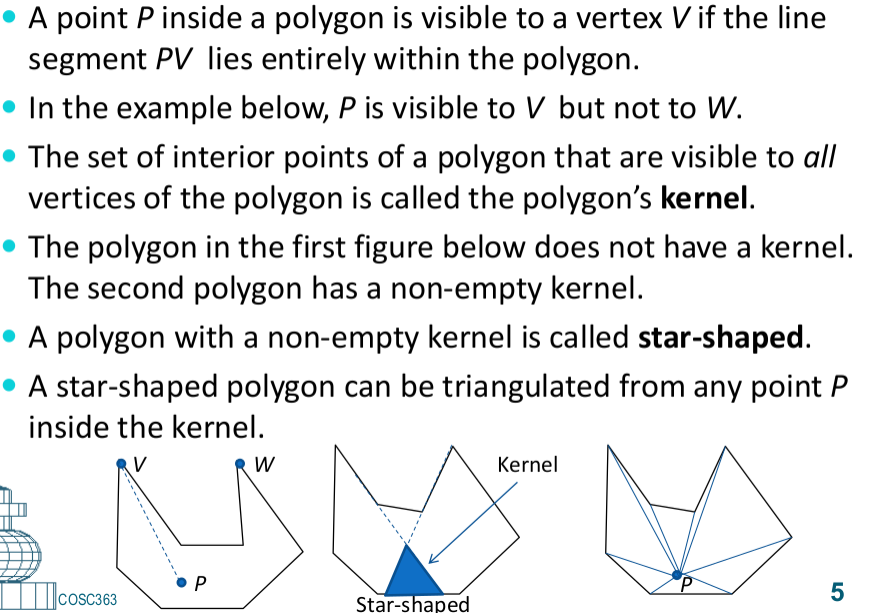 A point P inside a polygon is visible to a vertex V if the line
segment PV lies entirely within the polygon.
In the example below, P is visible to V but not to W.
The set of interior points of a polygon that are visible to all
vertices of the polygon is called the polygon's kernel.
The polygon in the first figure below does not have a kernel.
The second polygon has a non-empty kernel.
A polygon with a non-empty kernel is called star-shaped.
A star-shaped polygon can be triangulated from any point P
inside the kernel.
V
W
Kernel
P
P
COSC363
Star-shaped
5